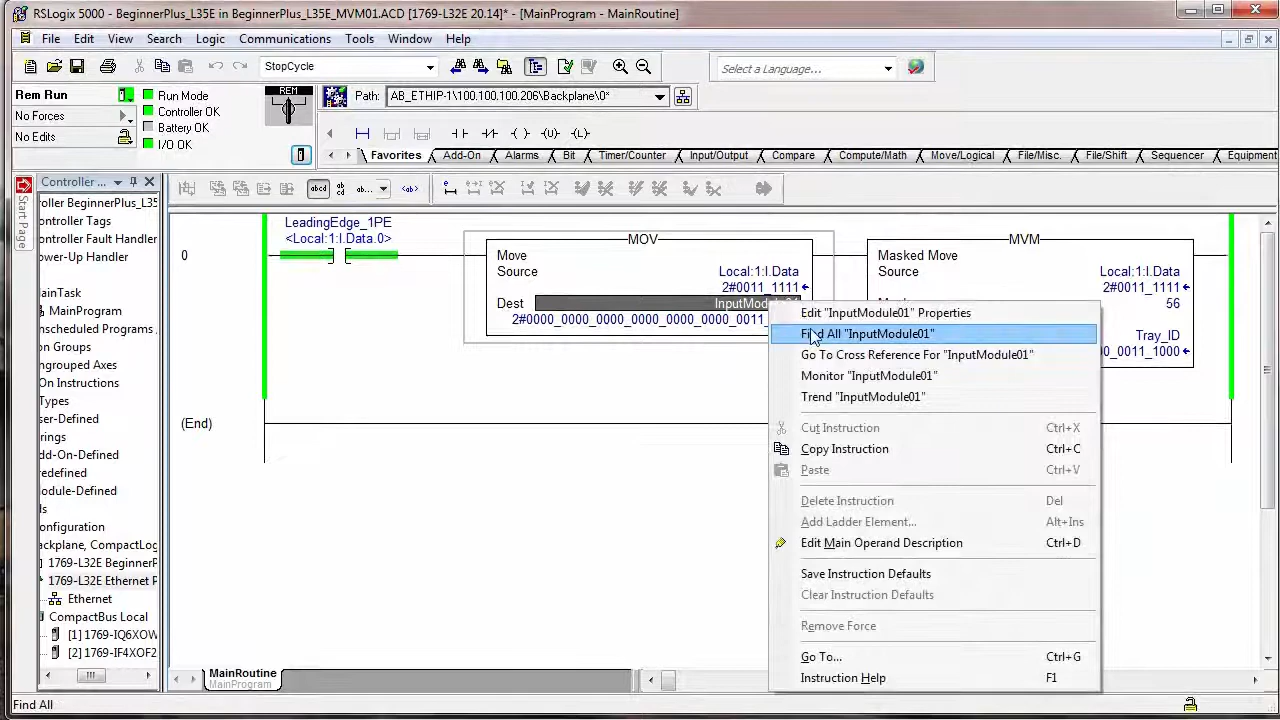 RSLogix 5000 - BeginnerPlus_L35E in BeginnerPlus_L35E_MVM01.ACD [1769-L32E 20.14]* - [MainProgram - MainRoutine]
File Edit View Search Logic Communications Tools Window Help
StopCycle
Select a Language...
Rem Run
No Forces
No Edits
Run Mode
Controller OK
Battery OK
I/O OK
REM
Path: AB_ETHIP-1\100.100.100.206\Backplane\0*
Favorites Add-On Alarms Bit Timer/Counter Input/Output Compare Compute/Math Move/Logical File/Misc. File/Shift Sequencer Equipment
Start Page
Controller ...
oller BeginnerPlus_L35
ontroller Tags
ontroller Fault Handler
ower-Up Handler
ainTask
MainProgram
nscheduled Programs /
on Groups
ngrouped Axes
On Instructions
Types
ser-Defined
rings
dd-On-Defined
redefined
odule-Defined
ds
onfiguration
ackplane, CompactLog
1769-L32E BeginnerP
1769-L32E Ethernet P
Ethernet
CompactBus Local
[1] 1769-IQ6XOW
[2] 1769-IF4XOF2
LeadingEdge_1PE
<Local:1:I.Data.0>
0
(End)
MOV
Move
Source
Local:1:I.Data
2#0011_1111
Dest
2#0000_0000_0000_0000_0000_0000_0011_
MVM
Masked Move
Source
Local:1:I.Data
2#0011_1111
56
Tray_ID
0_0011_1000
Edit "InputModule01" Properties
Find All "InputModule01"
Go To Cross Reference For "InputModule01"
Monitor "InputModule01"
Trend "InputModule01"
Cut Instruction Ctrl+X
Copy Instruction Ctrl+C
Paste Ctrl+V
Delete Instruction Del
Add Ladder Element... Alt+Ins
Edit Main Operand Description Ctrl+D
Save Instruction Defaults
Clear Instruction Defaults
Remove Force
Go To... Ctrl+G
Instruction Help F1
MainRoutine
MainProgram
Find All